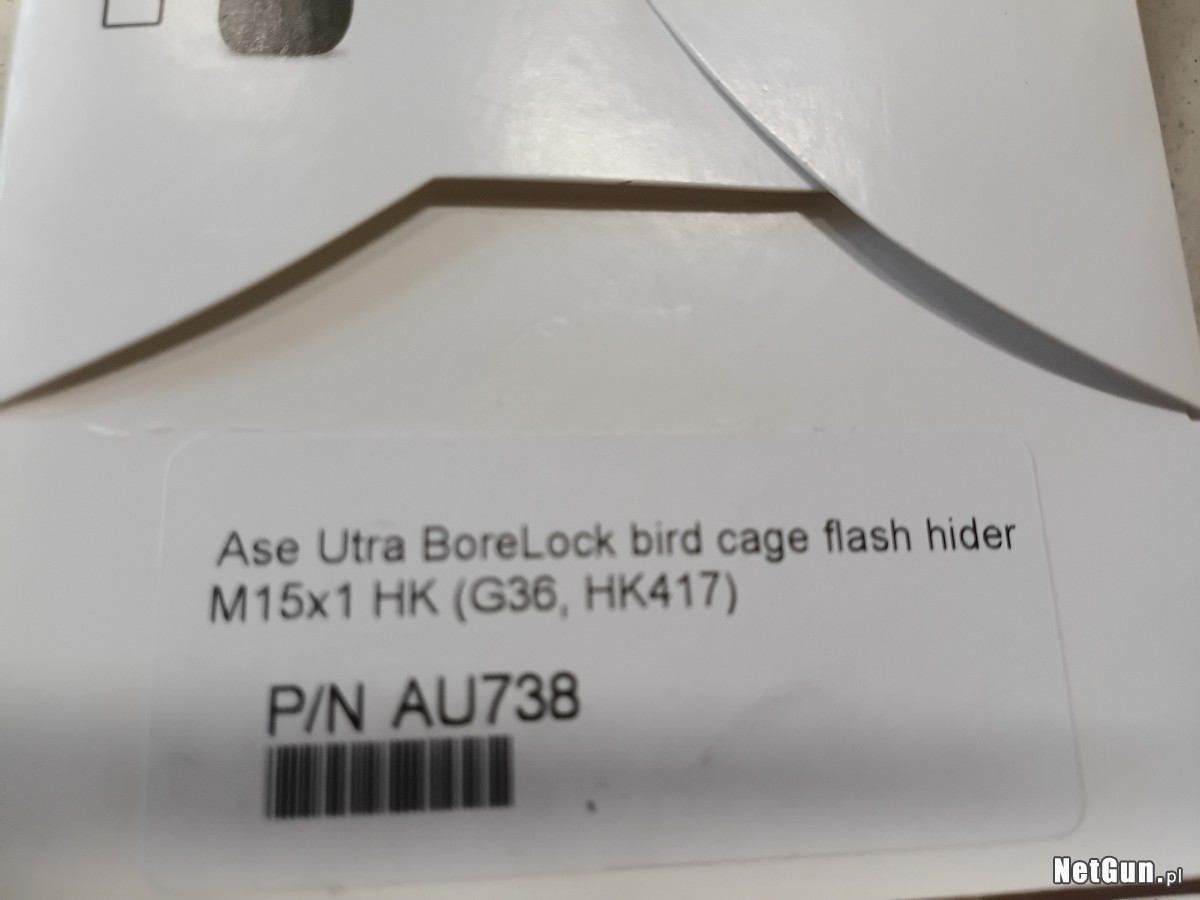 Ase Utra BoreLock bird cage flash hider
M15x1 HK (G36, HK417)
P/N AU738
NetGun.pl